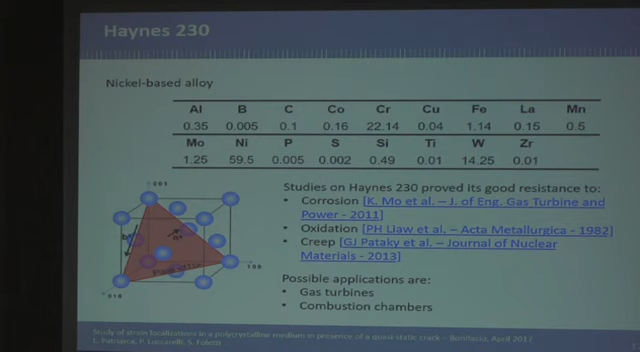 Haynes 230
Nickel-based alloy
Al B C Co Cr Cu Fe La Mn
0.35 0.005 0.1 0.16 22.14 0.04 1.14 0.15 0.5
Mo Ni P S Si Ti W Zr
1.25 59.5 0.005 0.002 0.49 0.01 14.25 0.01
Studies on Haynes 230 proved its good resistance to:
• Corrosion [K. Mo et al. – J. of Eng. Gas Turbine and
Power - 2011]
• Oxidation [PH Liaw et al. – Acta Metallurgica - 1982]
• Creep [GJ Pataky et al. – Journal of Nuclear
Materials - 2013]
Possible applications are:
• Gas turbines
• Combustion chambers
Study of strain localizations in a polycrystalline medium in presence of a quasi-static crack – Bonifacio, April 2017
L. Patriarca, P. Luccarelli, S. Foletti